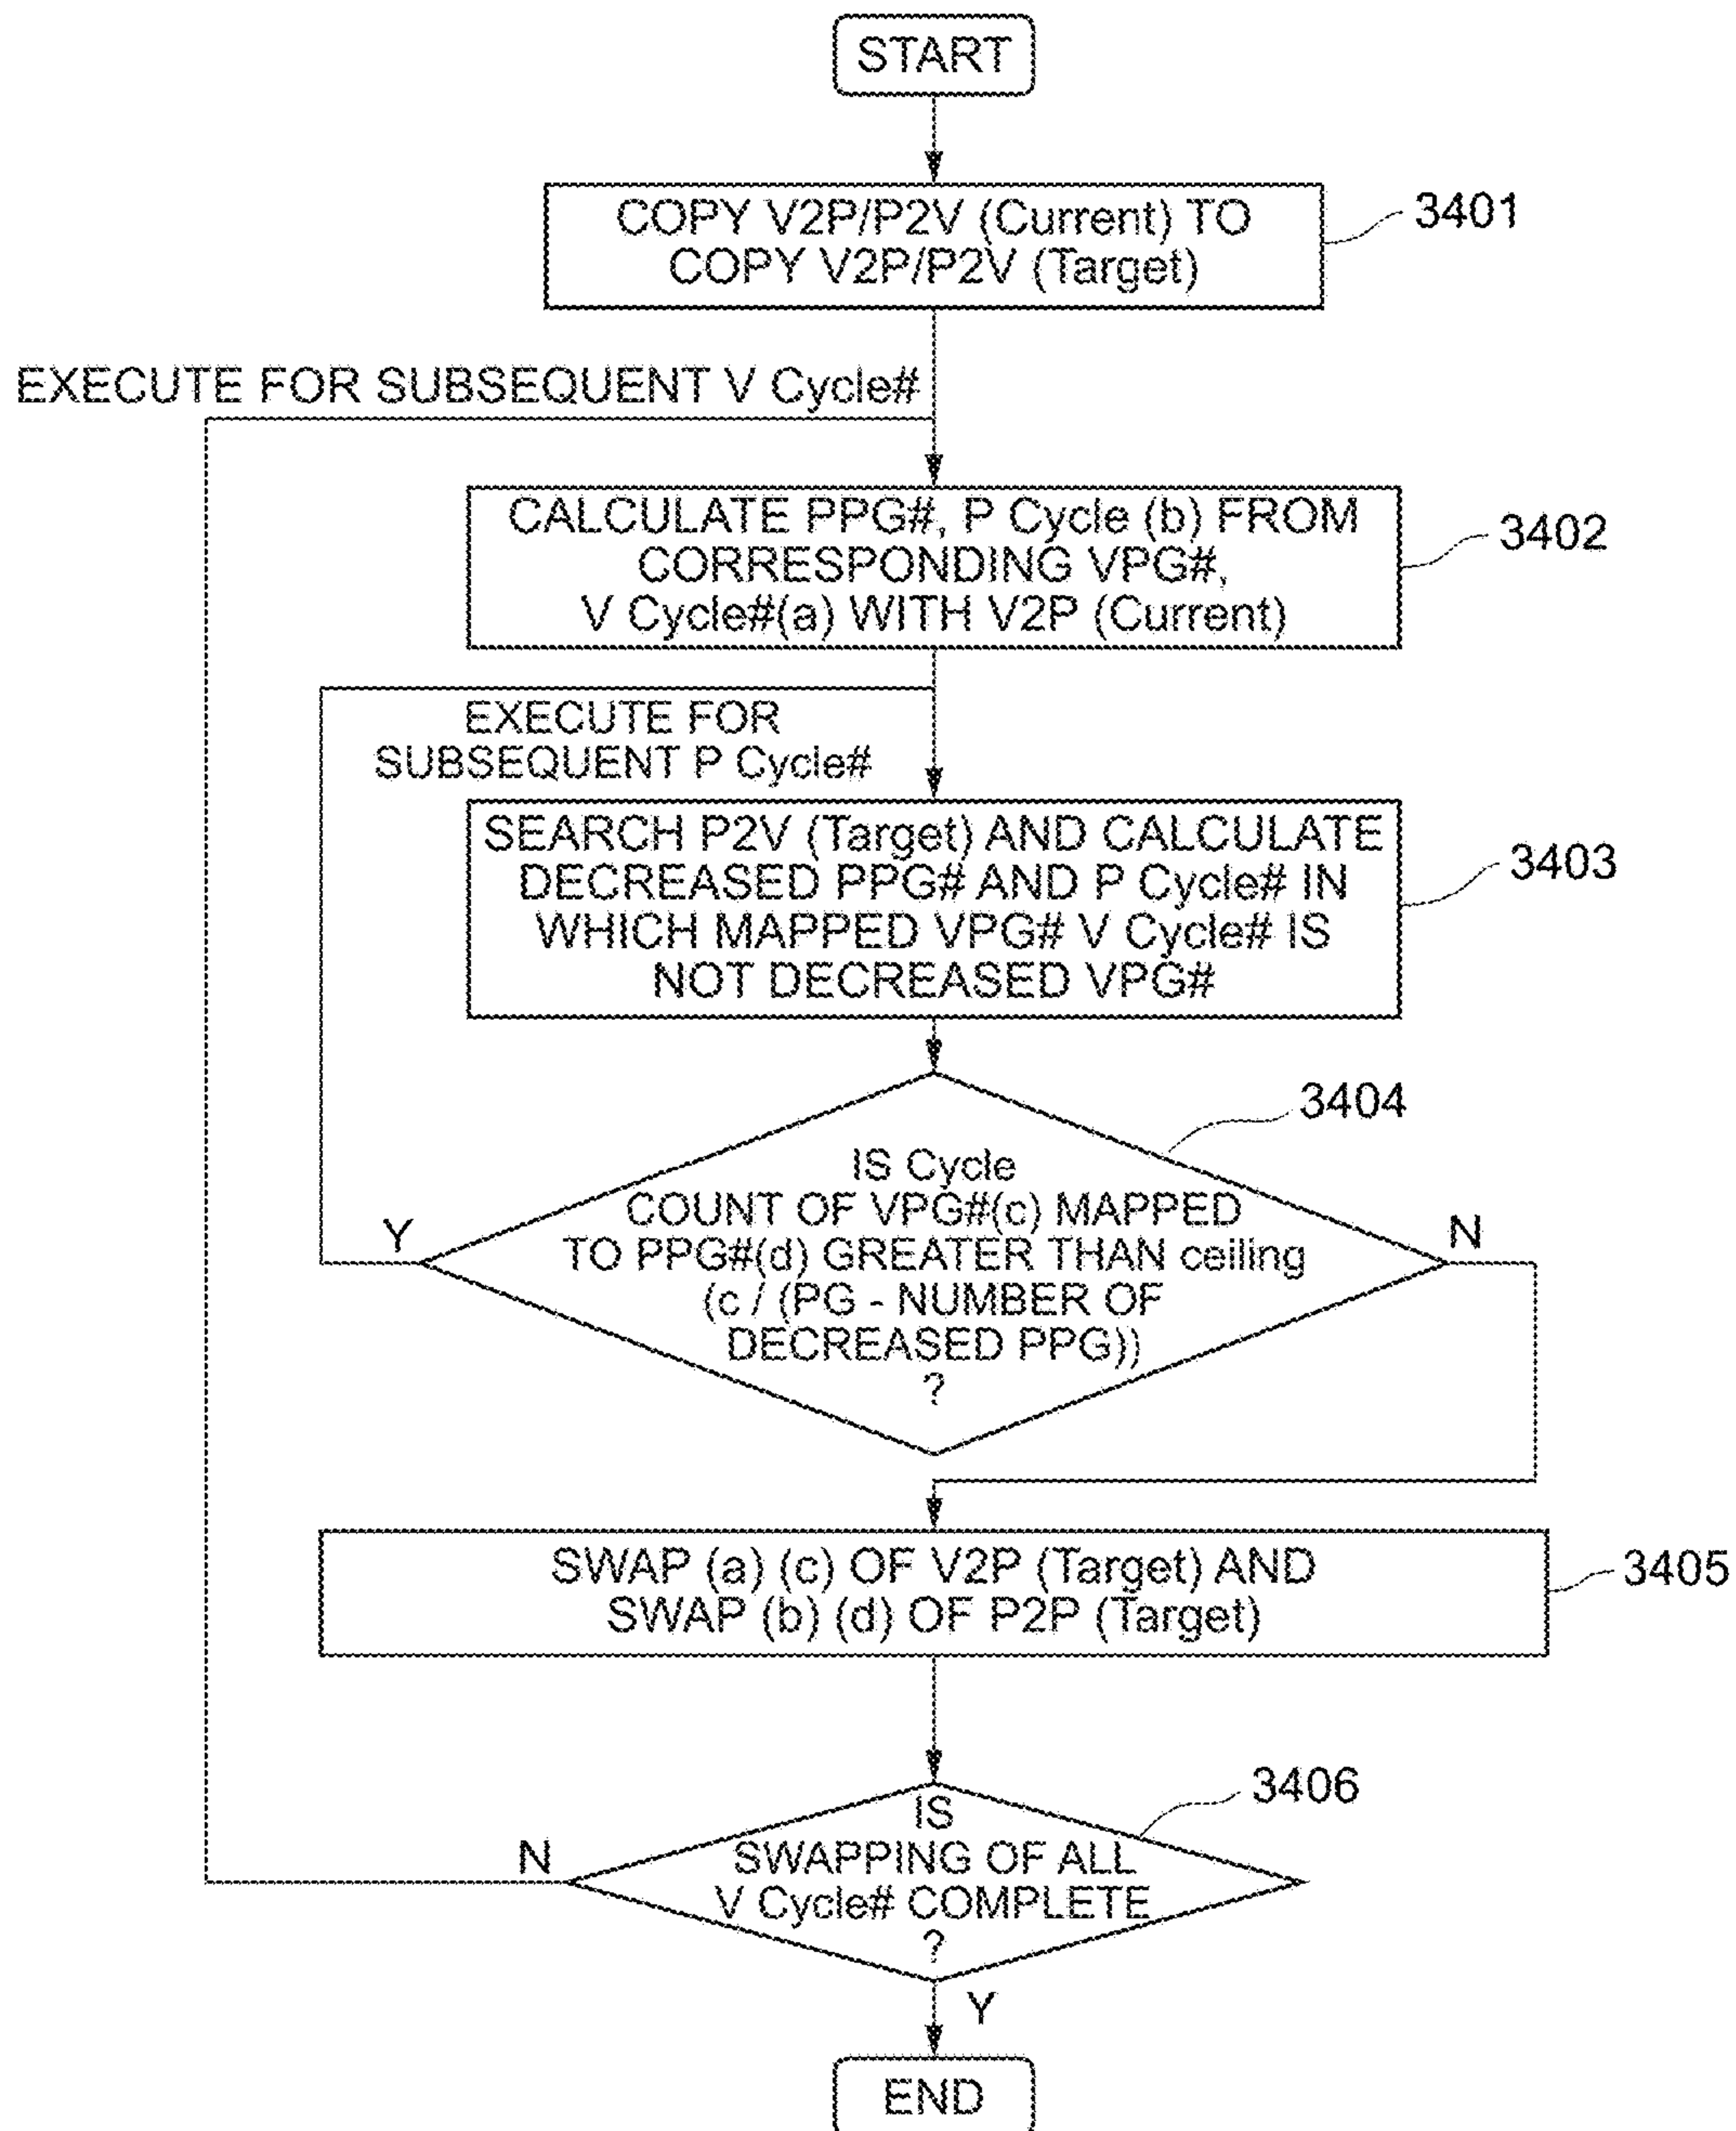 START
COPY V2P/P2V (Current) TO
COPY V2P/P2V (Target)
3401
EXECUTE FOR SUBSEQUENT V Cycle#
CALCULATE PPG#, P Cycle (b) FROM
CORRESPONDING VPG#,
V Cycle#(a) WITH V2P (Current)
3402
EXECUTE FOR
SUBSEQUENT P Cycle#
SEARCH P2V (Target) AND CALCULATE
DECREASED PPG# AND P Cycle# IN
WHICH MAPPED VPG# V Cycle# IS
NOT DECREASED VPG#
3403
3404
IS Cycle
COUNT OF VPG#(c) MAPPED
TO PPG#(d) GREATER THAN ceiling
(c / (PG - NUMBER OF
DECREASED PPG))
?
Y
N
SWAP (a) (c) OF V2P (Target) AND
SWAP (b) (d) OF P2P (Target)
3405
3406
IS
SWAPPING OF ALL
V Cycle# COMPLETE
?
N
Y
END